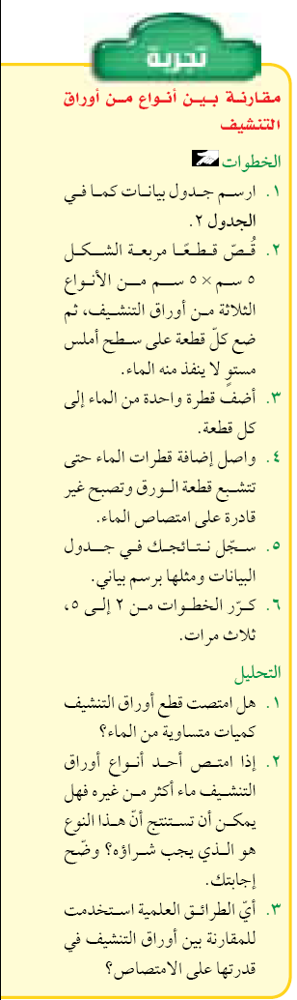 تجربة
مقارنة بين أنواع من أوراق
التنشيف
الخطوات
١. ارسم جدول بيانات كما في
الجدول ٢.
٢. قُصّ قطعًا مربعة الشكل
٥ سم × ٥ سم من الأنواع
الثلاثة من أوراق التنشيف، ثم
ضع كلّ قطعة على سطح أملس
مستوٍ لا ينفذ منه الماء.
٣. أضف قطرة واحدة من الماء إلى
كل قطعة.
٤. واصل إضافة قطرات الماء حتى
تتشبع قطعة الورق وتصبح غير
قادرة على امتصاص الماء.
٥. سجّل نتائجك في جدول
البيانات ومثلها برسم بياني.
٦. كرّر الخطوات من ٢ إلى ٥،
ثلاث مرات.
التحليل
١. هل امتصت قطع أوراق التنشيف
كميات متساوية من الماء؟
٢. إذا امتص أحد أنواع أوراق
التنشيف ماء أكثر من غيره فهل
يمكن أن تستنتج أنّ هذا النوع
هو الذي يجب شراؤه؟ وضّح
إجابتك.
٣. أيّ الطرائق العلمية استخدمت
للمقارنة بين أوراق التنشيف في
قدرتها على الامتصاص؟